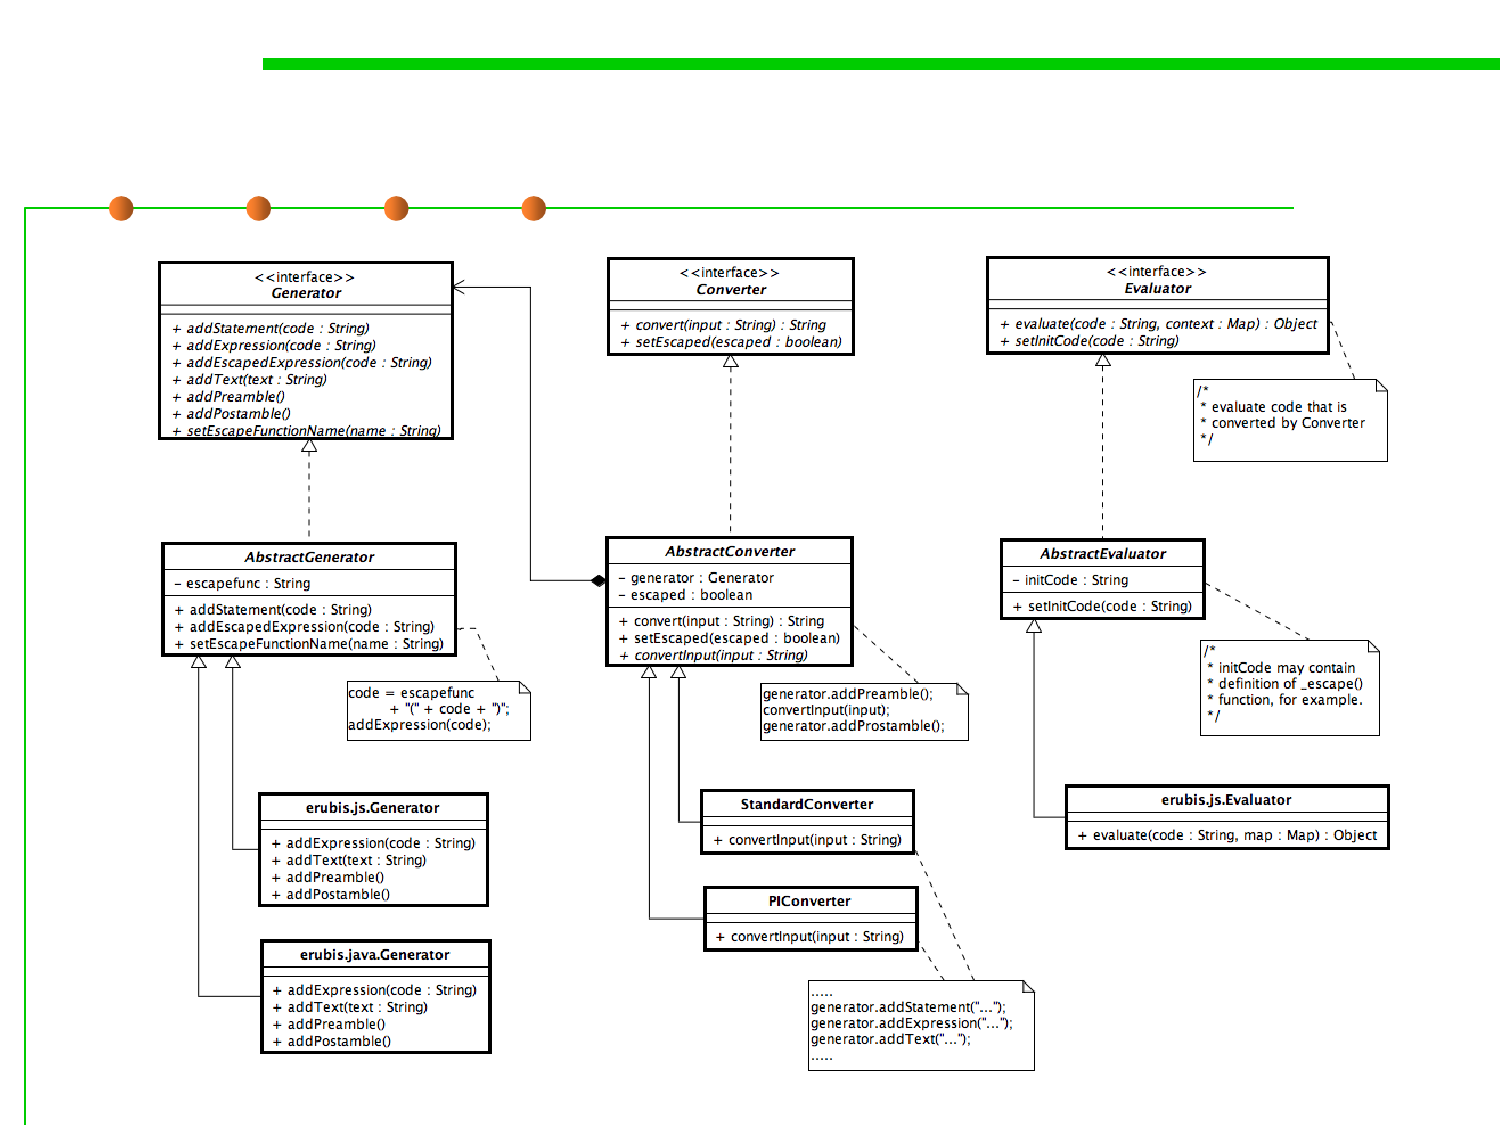 <<interface>>
Generator
+ addStatement(code : String)
+ addExpression(code : String)
+ addEscapedExpression(code : String)
+ addText(text : String)
+ addPreamble()
+ addPostamble()
+ setEscapeFunctionName(name : String)
<<interface>>
Converter
+ convert(input : String) : String
+ setEscaped(escaped : boolean)
<<interface>>
Evaluator
+ evaluate(code : String, context : Map) : Object
+ setInitCode(code : String)
/*
* evaluate code that is
* converted by Converter
*/
AbstractGenerator
- escapefunc : String
+ addStatement(code : String)
+ addEscapedExpression(code : String)
+ setEscapeFunctionName(name : String)
code = escapefunc
+ "(" + code + ")";
addExpression(code);
AbstractConverter
- generator : Generator
- escaped : boolean
+ convert(input : String) : String
+ setEscaped(escaped : boolean)
+ convertInput(input : String)
generator.addPreamble();
convertInput(input);
generator.addProstamble();
AbstractEvaluator
- initCode : String
+ setInitCode(code : String)
/*
* initCode may contain
* definition of _escape()
* function, for example.
*/
erubis.js.Generator
+ addExpression(code : String)
+ addText(text : String)
+ addPreamble()
+ addPostamble()
erubis.java.Generator
+ addExpression(code : String)
+ addText(text : String)
+ addPreamble()
+ addPostamble()
StandardConverter
+ convertInput(input : String)
PIConverter
+ convertInput(input : String)
.....
generator.addStatement("...");
generator.addExpression("...");
generator.addText("...");
.....
erubis.js.Evaluator
+ evaluate(code : String, map : Map) : Object